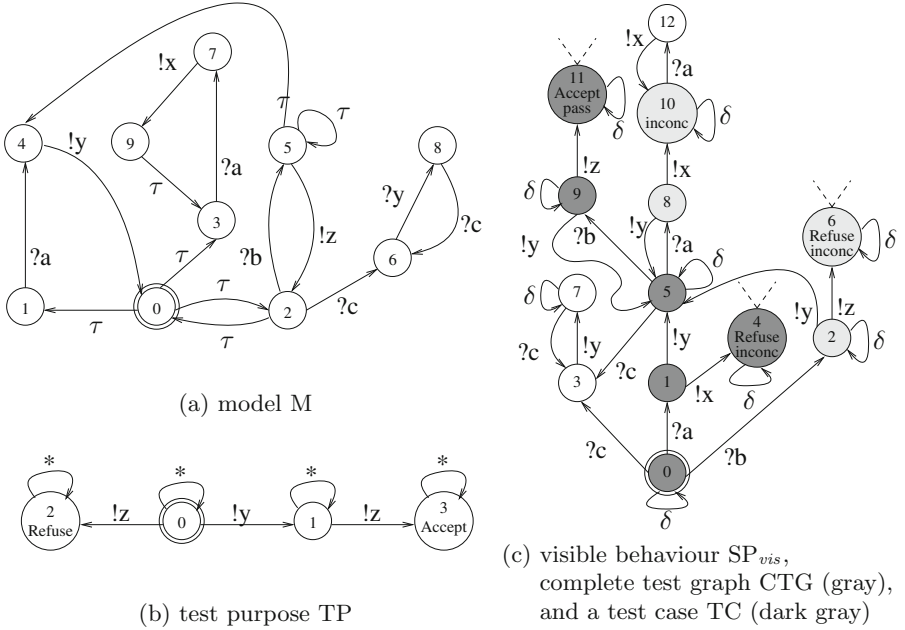 7
!x
9
τ
?a
3
4
!y
?a
1
τ
0
τ
τ
τ
2
τ
5
τ
?b
!z
?c
8
?y
?c
6
(a) model M
*
2
Refuse
!z
*
0
!y
*
1
!z
*
3
Accept
(b) test purpose TP
12
!x
?a
11
Accept
pass
δ
10
inconc
δ
!z
!x
δ
9
8
!y
?b
!y
?a
6
Refuse
inconc
δ
δ
7
5
δ
!z
!y
?c
!y
3
?c
!y
1
!x
4
Refuse
inconc
δ
2
δ
?c
?a
?b
0
δ
(c) visible behaviour SPvis,
complete test graph CTG (gray),
and a test case TC (dark gray)